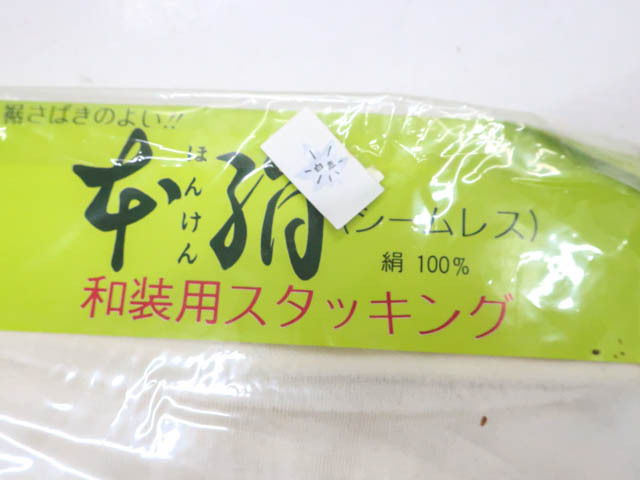 裾さばきのよい!!
本絹
ほんけん
(シームレス)
絹 100%
和装用スタッキング